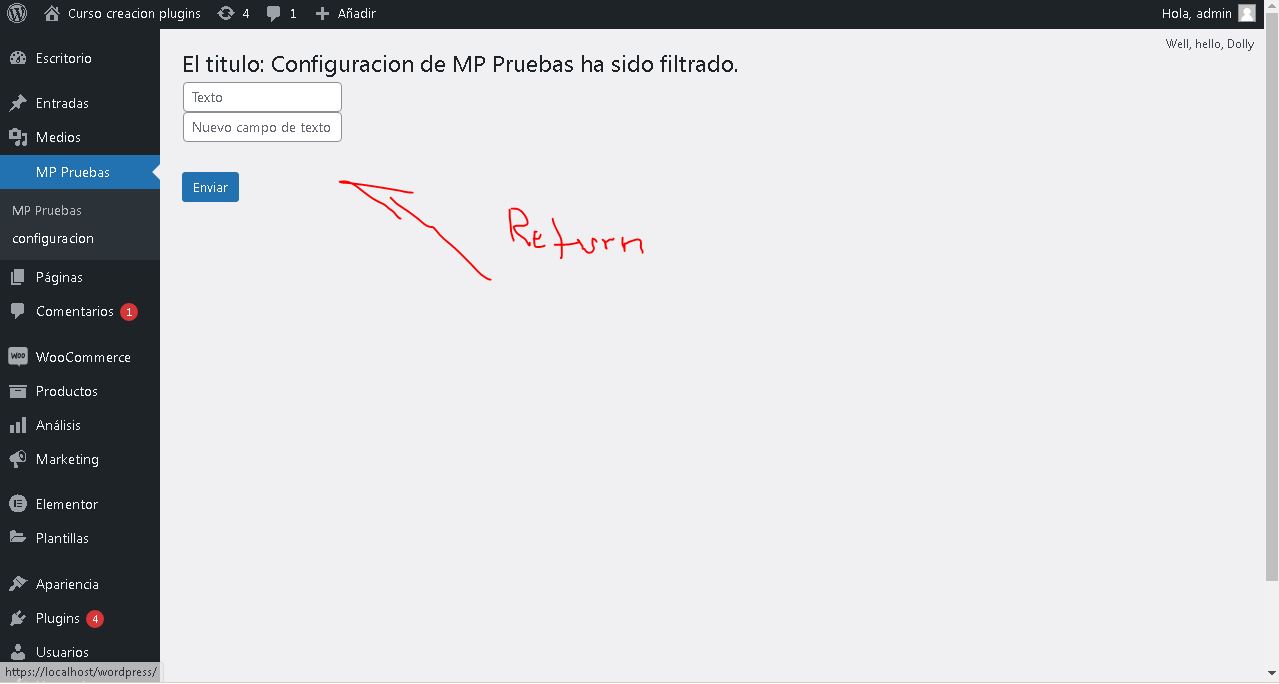 Curso creacion plugins 4 1 Añadir Hola, admin
Well, hello, Dolly
Escritorio
Entradas
Medios
MP Pruebas
MP Pruebas
configuracion
Páginas
Comentarios 1
WooCommerce
Productos
Análisis
Marketing
Elementor
Plantillas
Apariencia
Plugins 4
Usuarios
https://localhost/wordpress/
El titulo: Configuracion de MP Pruebas ha sido filtrado.
Texto
Nuevo campo de texto
Enviar
Return